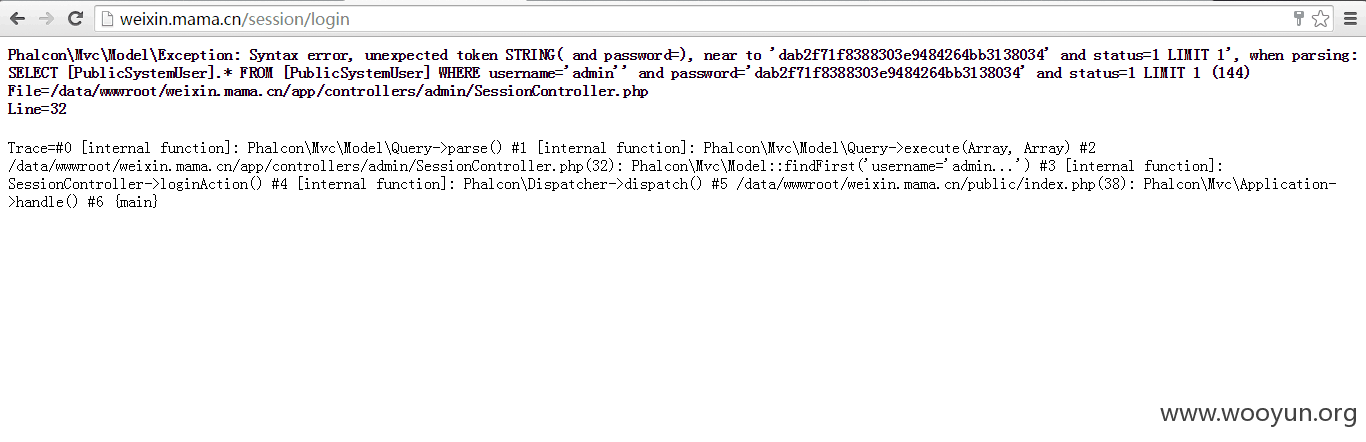 weixin.mama.cn/session/login
Phalcon\Mvc\Model\Exception: Syntax error, unexpected token STRING( and password=), near to 'dab2f71f8388303e9484264bb3138034' and status=1 LIMIT 1', when parsing:
SELECT [PublicSystemUser].* FROM [PublicSystemUser] WHERE username='admin'' and password='dab2f71f8388303e9484264bb3138034' and status=1 LIMIT 1 (144)
File=/data/wwwroot/weixin.mama.cn/app/controllers/admin/SessionController.php
Line=32
Trace=#0 [internal function]: Phalcon\Mvc\Model\Query->parse() #1 [internal function]: Phalcon\Mvc\Model\Query->execute(Array, Array) #2
/data/wwwroot/weixin.mama.cn/app/controllers/admin/SessionController.php(32): Phalcon\Mvc\Model::findFirst('username='admin...') #3 [internal function]:
SessionController->loginAction() #4 [internal function]: Phalcon\Dispatcher->dispatch() #5 /data/wwwroot/weixin.mama.cn/public/index.php(38): Phalcon\Mvc\Application-
>handle() #6 {main}
www.wooyun.org